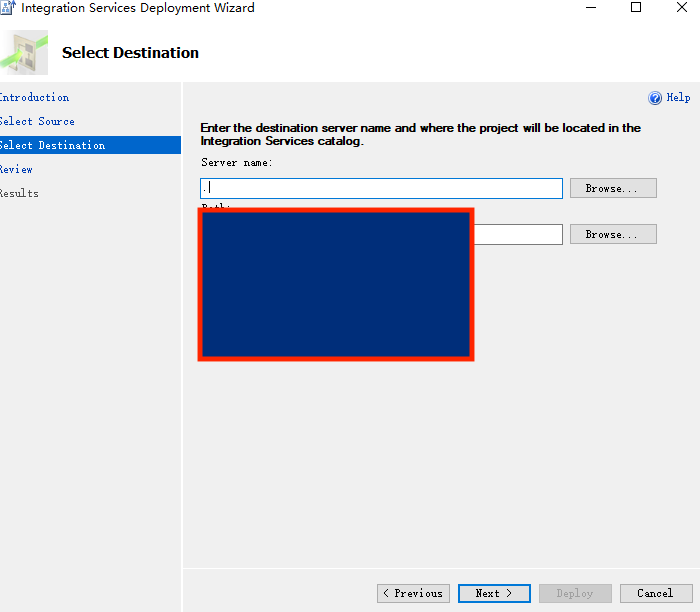 Integration Services Deployment Wizard
Select Destination
Introduction
Select Source
Select Destination
Review
Results
Help
Enter the destination server name and where the project will be located in the
Integration Services catalog.
Server name:
.
Browse...
Browse...
< Previous
Next >
Deploy
Cancel